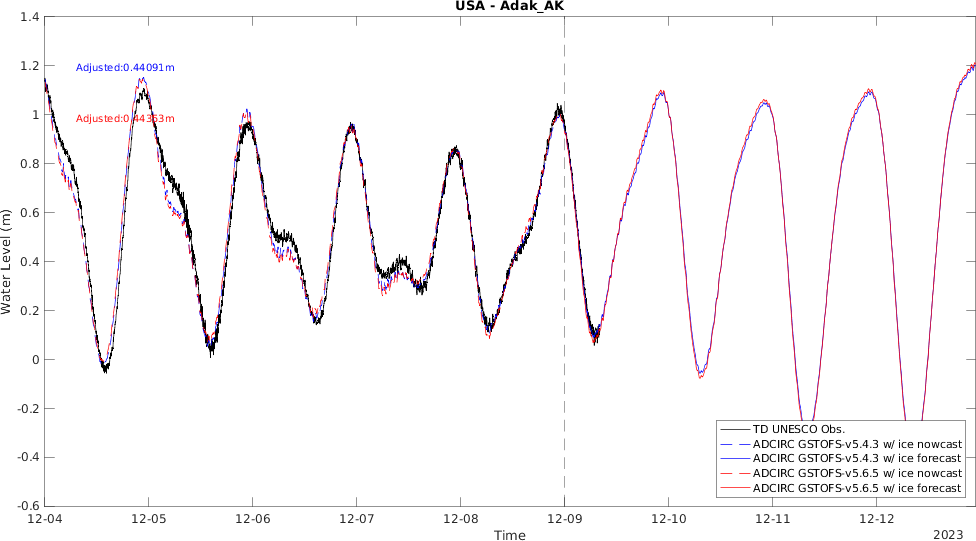 USA - Adak_AK
1.4
1.2
1
0.8
0.6
0.4
0.2
0
-0.2
-0.4
-0.6
Water Level (m)
Adjusted:0.44091m
Adjusted:0.44363m
TD UNESCO Obs.
ADCIRC GSTOFS-v5.4.3 w/ ice nowcast
ADCIRC GSTOFS-v5.4.3 w/ ice forecast
ADCIRC GSTOFS-v5.6.5 w/ ice nowcast
ADCIRC GSTOFS-v5.6.5 w/ ice forecast
12-04 12-05 12-06 12-07 12-08 12-09 12-10 12-11 12-12
Time
2023